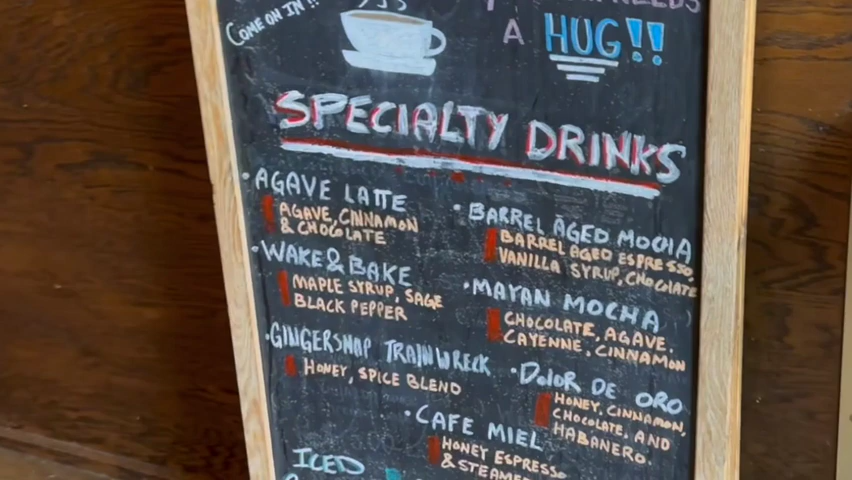 COME ON IN!!
NEEDS
A HUG!!
SPECIALTY DRINKS
• AGAVE LATTE
AGAVE, CINNAMON
& CHOCOLATE
• WAKE & BAKE
MAPLE SYRUP, SAGE
BLACK PEPPER
• GINGERSNAP TRAINWRECK
HONEY, SPICE BLEND
• BARREL AGED MOCHA
BARREL AGED ESPRESSO,
VANILLA SYRUP, CHOCOLATE
• MAYAN MOCHA
CHOCOLATE, AGAVE,
CAYENNE, CINNAMON
• DOLOR DE ORO
HONEY, CINNAMON,
CHOCOLATE, AND
HABANERO.
• CAFE MIEL
HONEY ESPRESSO
& STEAMED
ICED